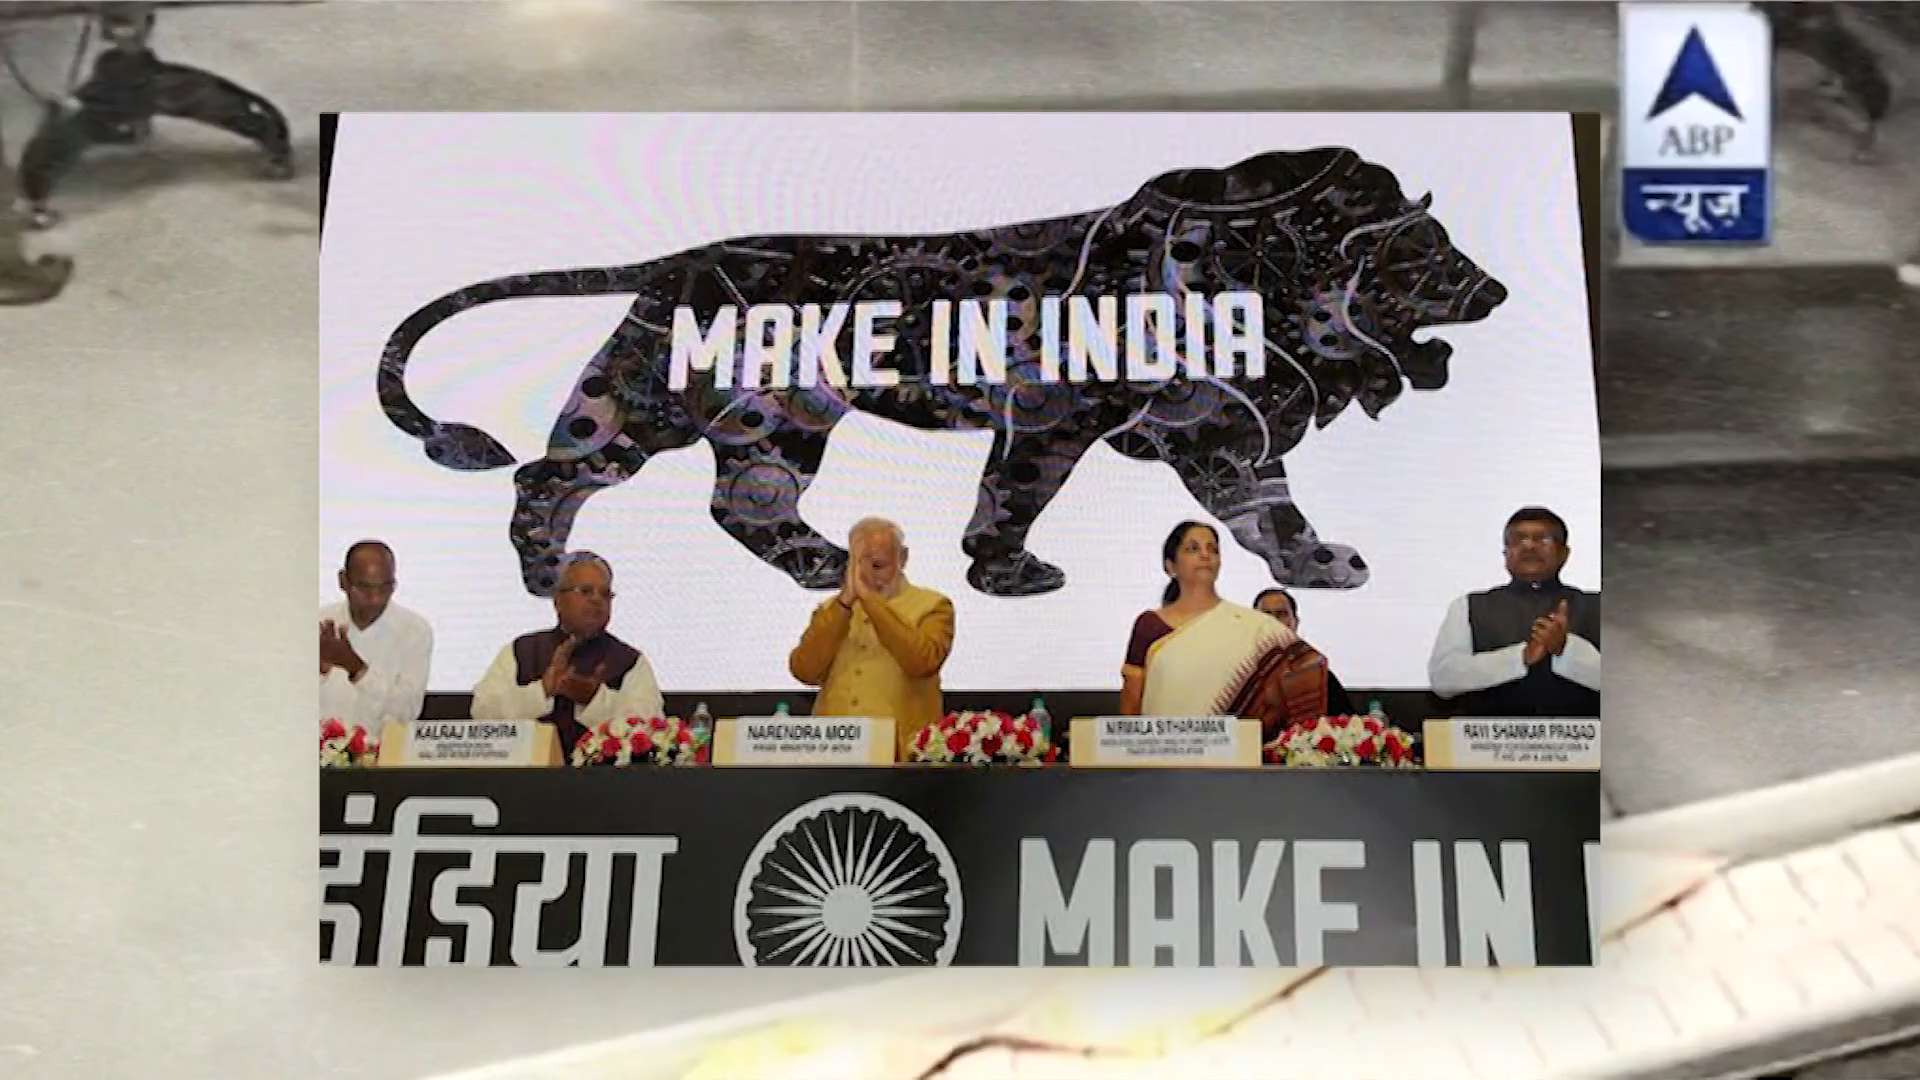 ABP
न्यूज़
MAKE IN INDIA
KALRAJ MISHRA
NARENDRA MODI
PRIME MINISTER OF INDIA
NIRMALA SITHARAMAN
RAVI SHANKAR PRASAD
इंडिया MAKE IN